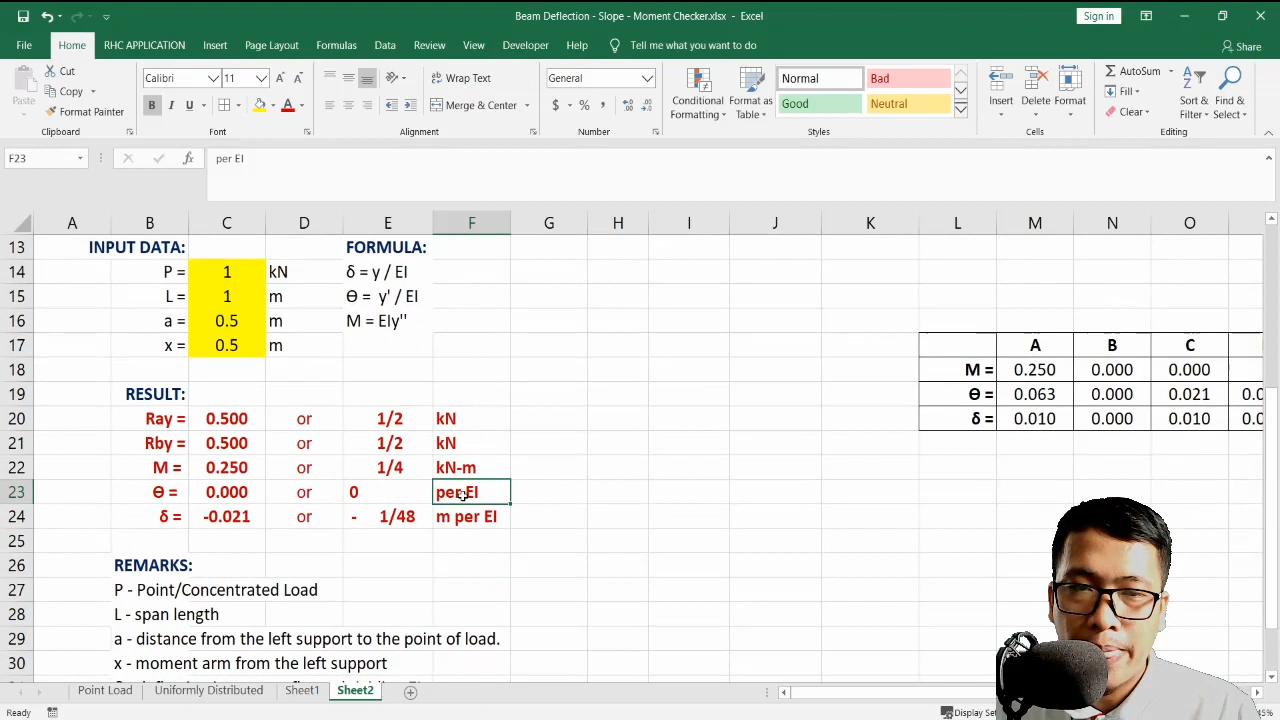 Beam Deflection - Slope - Moment Checker.xlsx - Excel
Sign in
File Home RHC APPLICATION Insert Page Layout Formulas Data Review View Developer Help Tell me what you want to do Share
Cut
Copy
Format Painter
Paste
Clipboard
Calibri 11
B I U
Font
Wrap Text
Merge & Center
Alignment
General
$ % ,
Number
Conditional Formatting
Format as Table
Normal Bad
Good Neutral
Styles
Insert Delete Format
Cells
AutoSum
Fill
Clear
Sort & Filter
Find & Select
Editing
F23 fx per EI
A B C D E F G H I J K L M N O
13 INPUT DATA: FORMULA:
14 P = 1 kN δ = y / EI
15 L = 1 m Ɵ = y' / EI
16 a = 0.5 m M = EIy''
17 x = 0.5 m A B C
18 M = 0.250 0.000 0.000
19 RESULT: Ɵ = 0.063 0.000 0.021 0.0
20 Ray = 0.500 or 1/2 kN δ = 0.010 0.000 0.010 0.0
21 Rby = 0.500 or 1/2 kN
22 M = 0.250 or 1/4 kN-m
23 Ɵ = 0.000 or 0 per EI
24 δ = -0.021 or - 1/48 m per EI
25
26 REMARKS:
27 P - Point/Concentrated Load
28 L - span length
29 a - distance from the left support to the point of load.
30 x - moment arm from the left support
Point Load Uniformly Distributed Sheet1 Sheet2
Ready